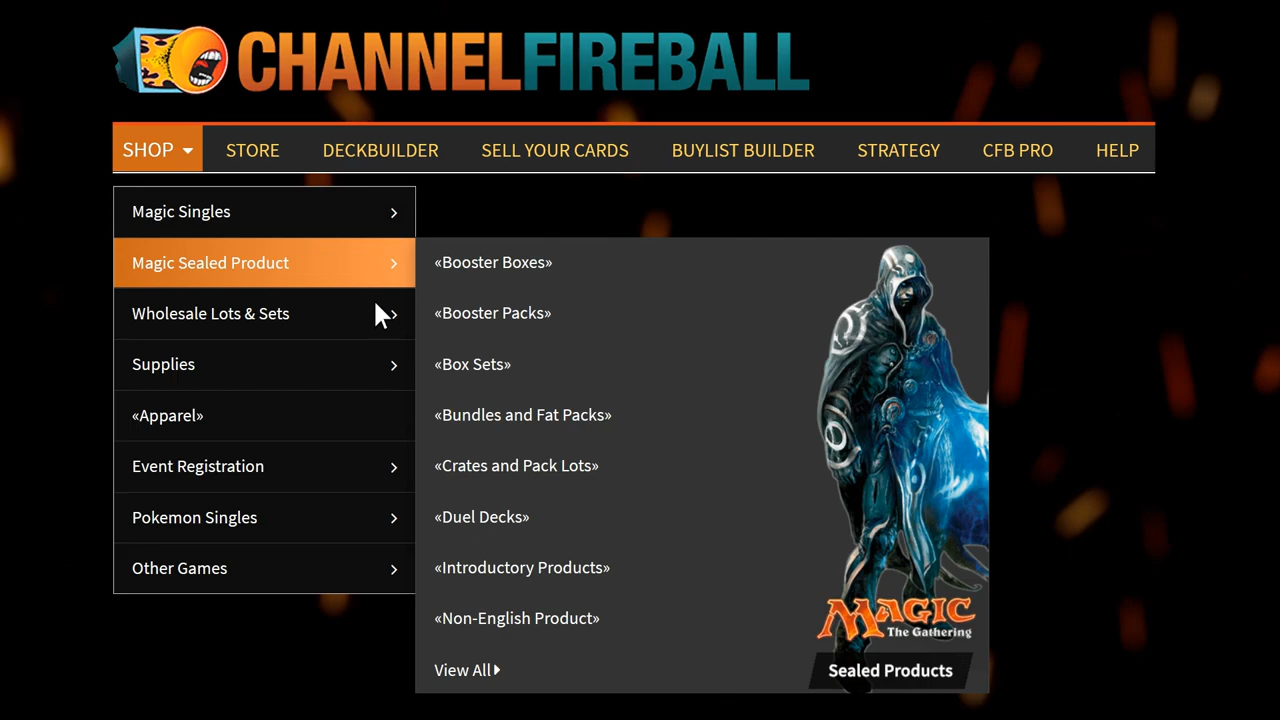 CHANNELFIREBALL
SHOP
STORE
DECKBUILDER
SELL YOUR CARDS
BUYLIST BUILDER
STRATEGY
CFB PRO
HELP
Magic Singles
Magic Sealed Product
Wholesale Lots & Sets
Supplies
«Apparel»
Event Registration
Pokemon Singles
Other Games
«Booster Boxes»
«Booster Packs»
«Box Sets»
«Bundles and Fat Packs»
«Crates and Pack Lots»
«Duel Decks»
«Introductory Products»
«Non-English Product»
View All
MAGIC
The Gathering
Sealed Products